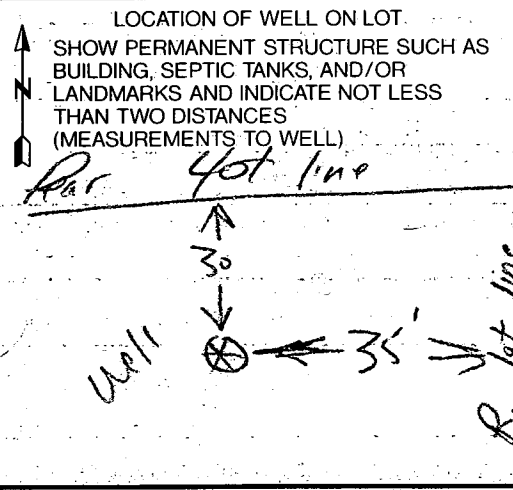 LOCATION OF WELL ON LOT
SHOW PERMANENT STRUCTURE SUCH AS
BUILDING, SEPTIC TANKS, AND/OR
N LANDMARKS AND INDICATE NOT LESS
THAN TWO DISTANCES
(MEASUREMENTS TO WELL)
Rear Lot line
30
well
35'
R. lot line